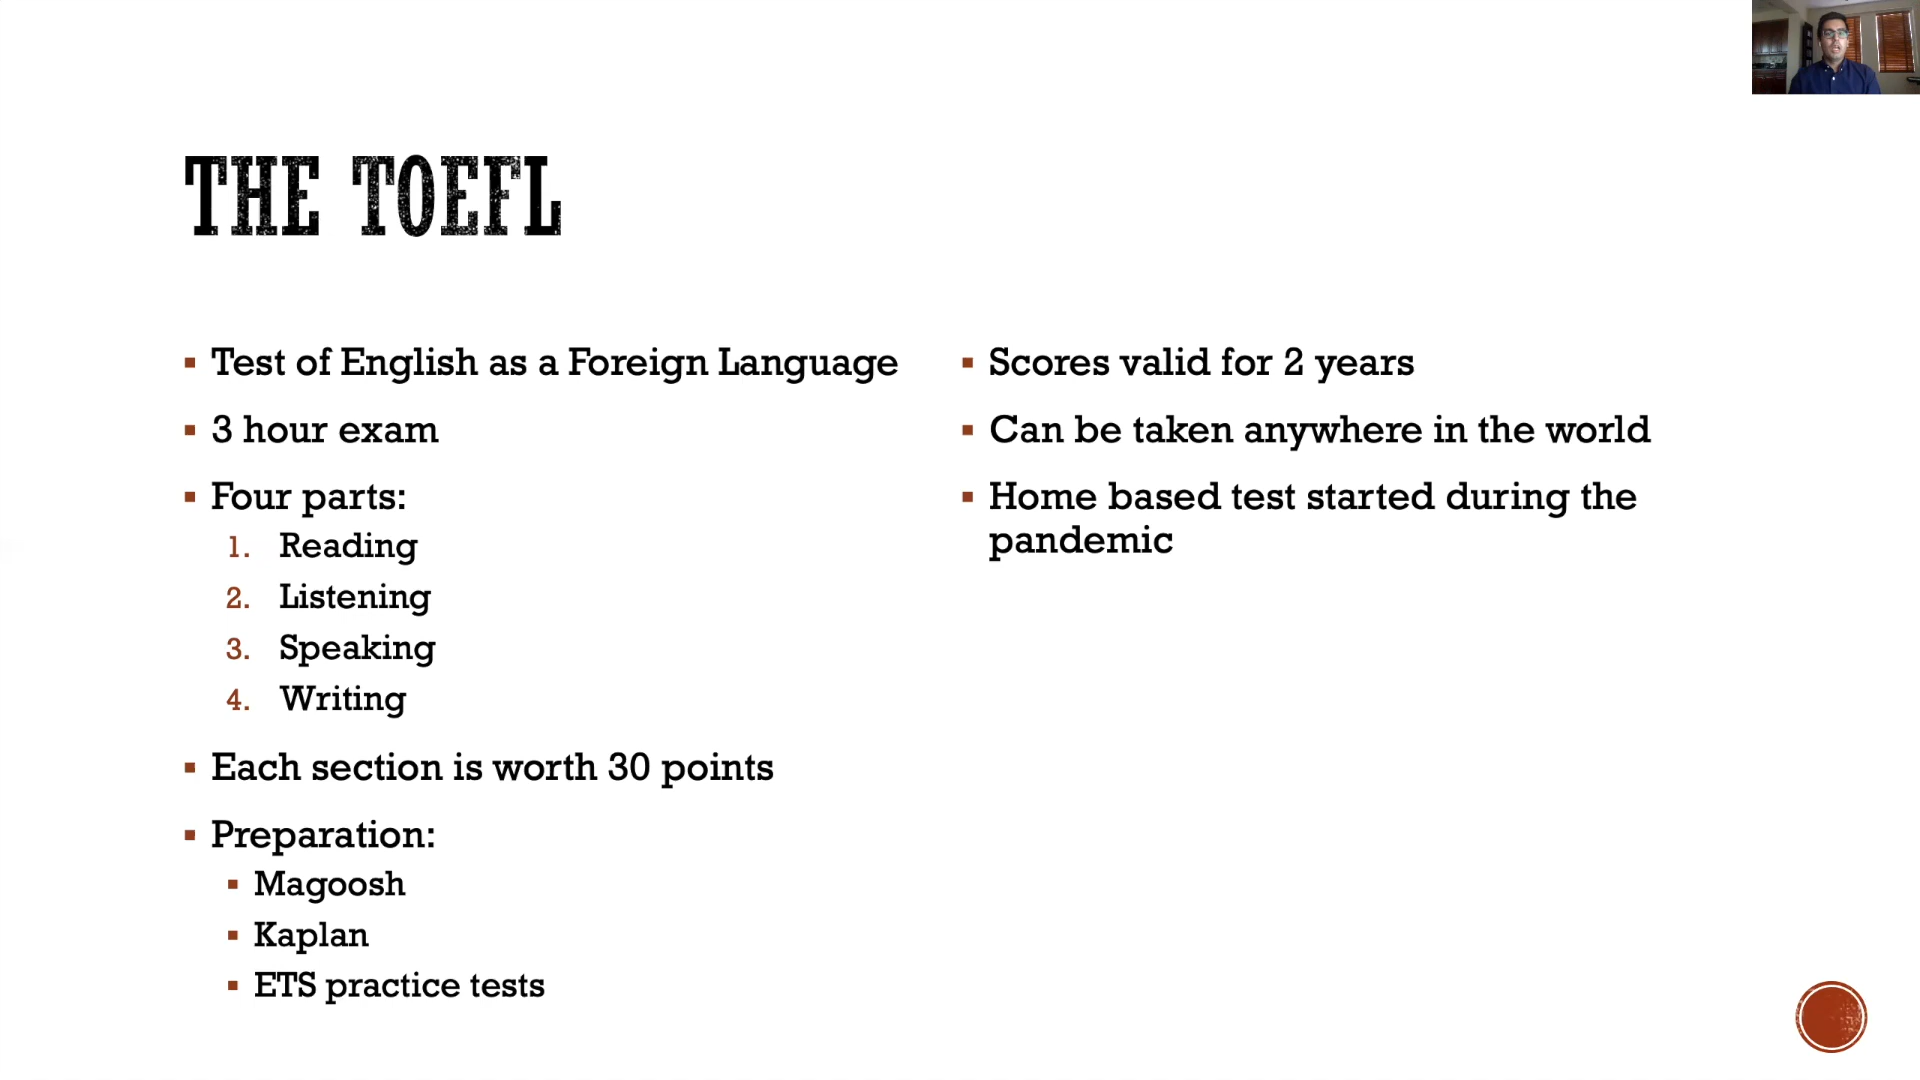 THE TOEFL
▪ Test of English as a Foreign Language
▪ 3 hour exam
▪ Four parts:
1. Reading
2. Listening
3. Speaking
4. Writing
▪ Each section is worth 30 points
▪ Preparation:
▪ Magoosh
▪ Kaplan
▪ ETS practice tests
▪ Scores valid for 2 years
▪ Can be taken anywhere in the world
▪ Home based test started during the
pandemic